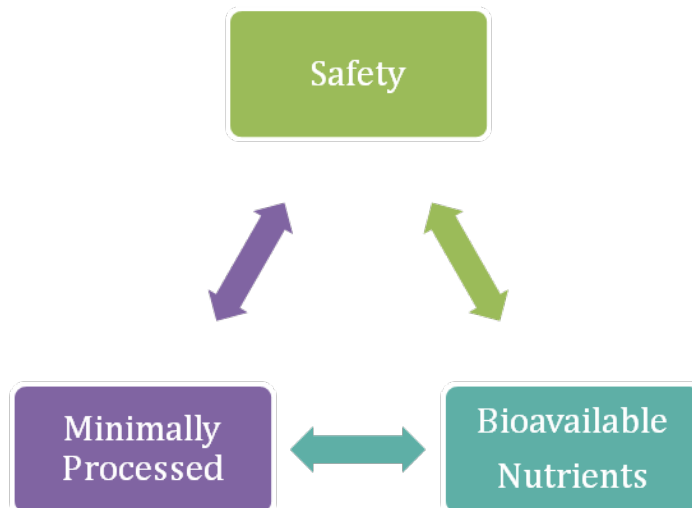 Safety
Minimally
Processed
Bioavailable
Nutrients